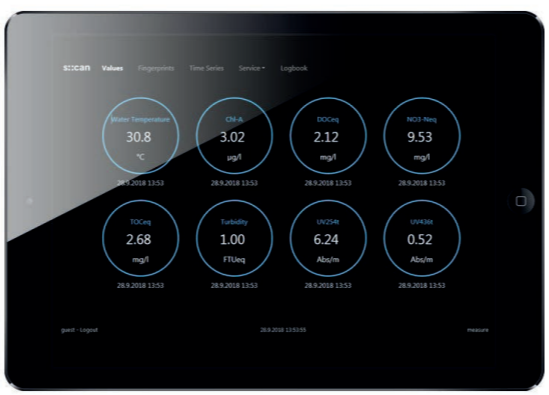 s::can Values Fingerprints Time Series Service Logbook
Water Temperature Chl-A DOCeq NO3-Neq
30.8 3.02 2.12 9.53
°C µg/l mg/l mg/l
28.9.2018 13:53 28.9.2018 13:53 28.9.2018 13:53 28.9.2018 13:53
TOCeq Turbidity UV254t UV436t
2.68 1.00 6.24 0.52
mg/l FTUeq Abs/m Abs/m
28.9.2018 13:53 28.9.2018 13:53 28.9.2018 13:53 28.9.2018 13:53
guest - Logout 28.9.2018 13:53:55 measure